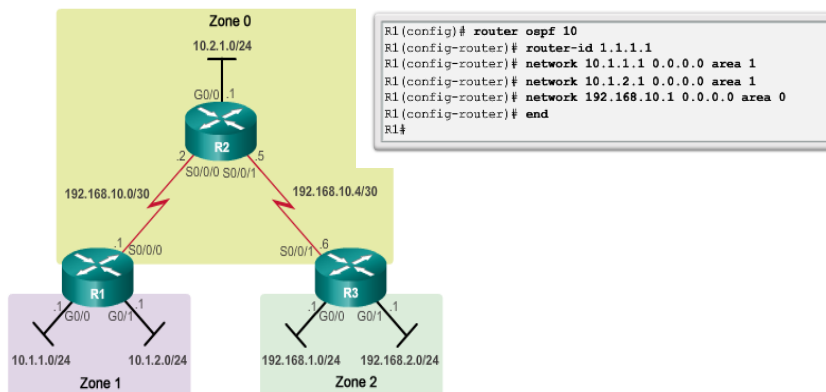 Zone 0
10.2.1.0/24
G0/0 .1
R2
.2 .5
S0/0/0 S0/0/1
192.168.10.0/30
192.168.10.4/30
.1 S0/0/0
R1
.6
S0/0/1
R3
.1 .1
G0/0 G0/1
10.1.1.0/24
10.1.2.0/24
Zone 1
.1 .1
G0/0 G0/1
192.168.1.0/24
192.168.2.0/24
Zone 2
R1(config)# router ospf 10
R1(config-router)# router-id 1.1.1.1
R1(config-router)# network 10.1.1.1 0.0.0.0 area 1
R1(config-router)# network 10.1.2.1 0.0.0.0 area 1
R1(config-router)# network 192.168.10.1 0.0.0.0 area 0
R1(config-router)# end
R1#